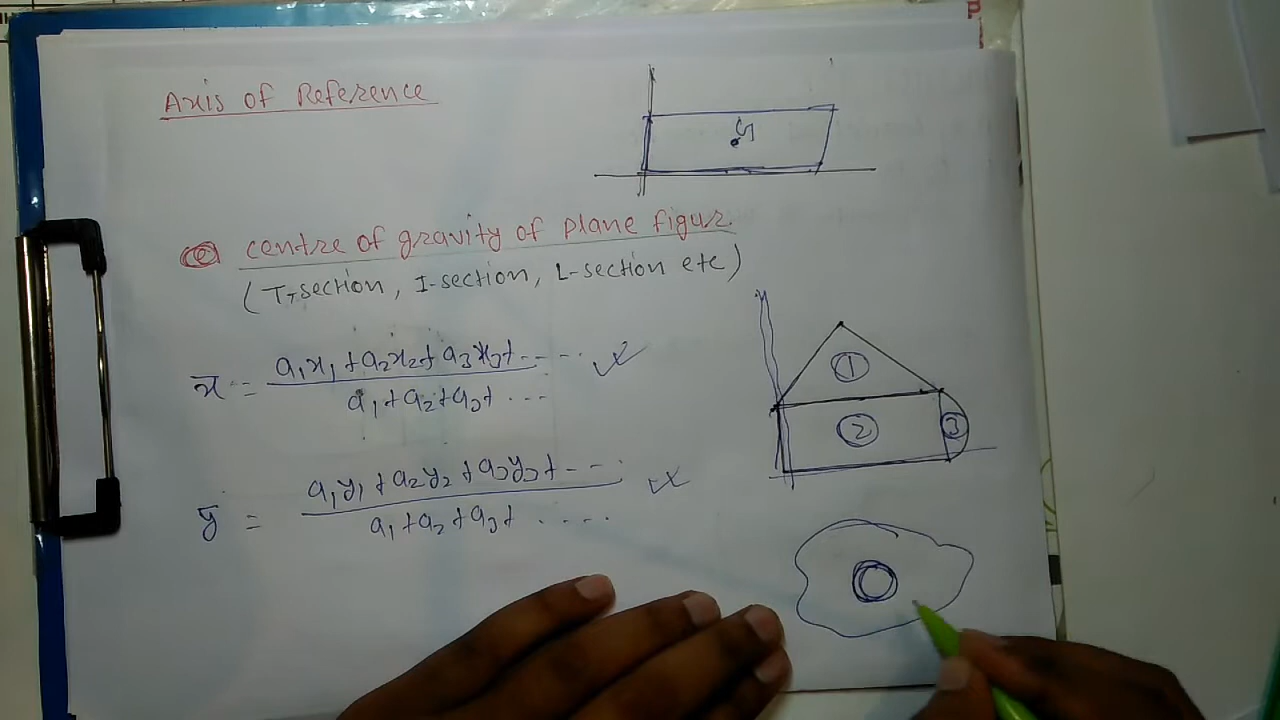 Axis of Reference
G
centre of gravity of plane figur.
(T-section, I-section, L-section etc)
y
x̄ = a₁x₁+a₂x₂+a₃x₃+----
a₁+a₂+a₃+ ...
①
②
③
ȳ = a₁y₁+a₂y₂+a₃y₃+---
a₁+a₂+a₃+ ....